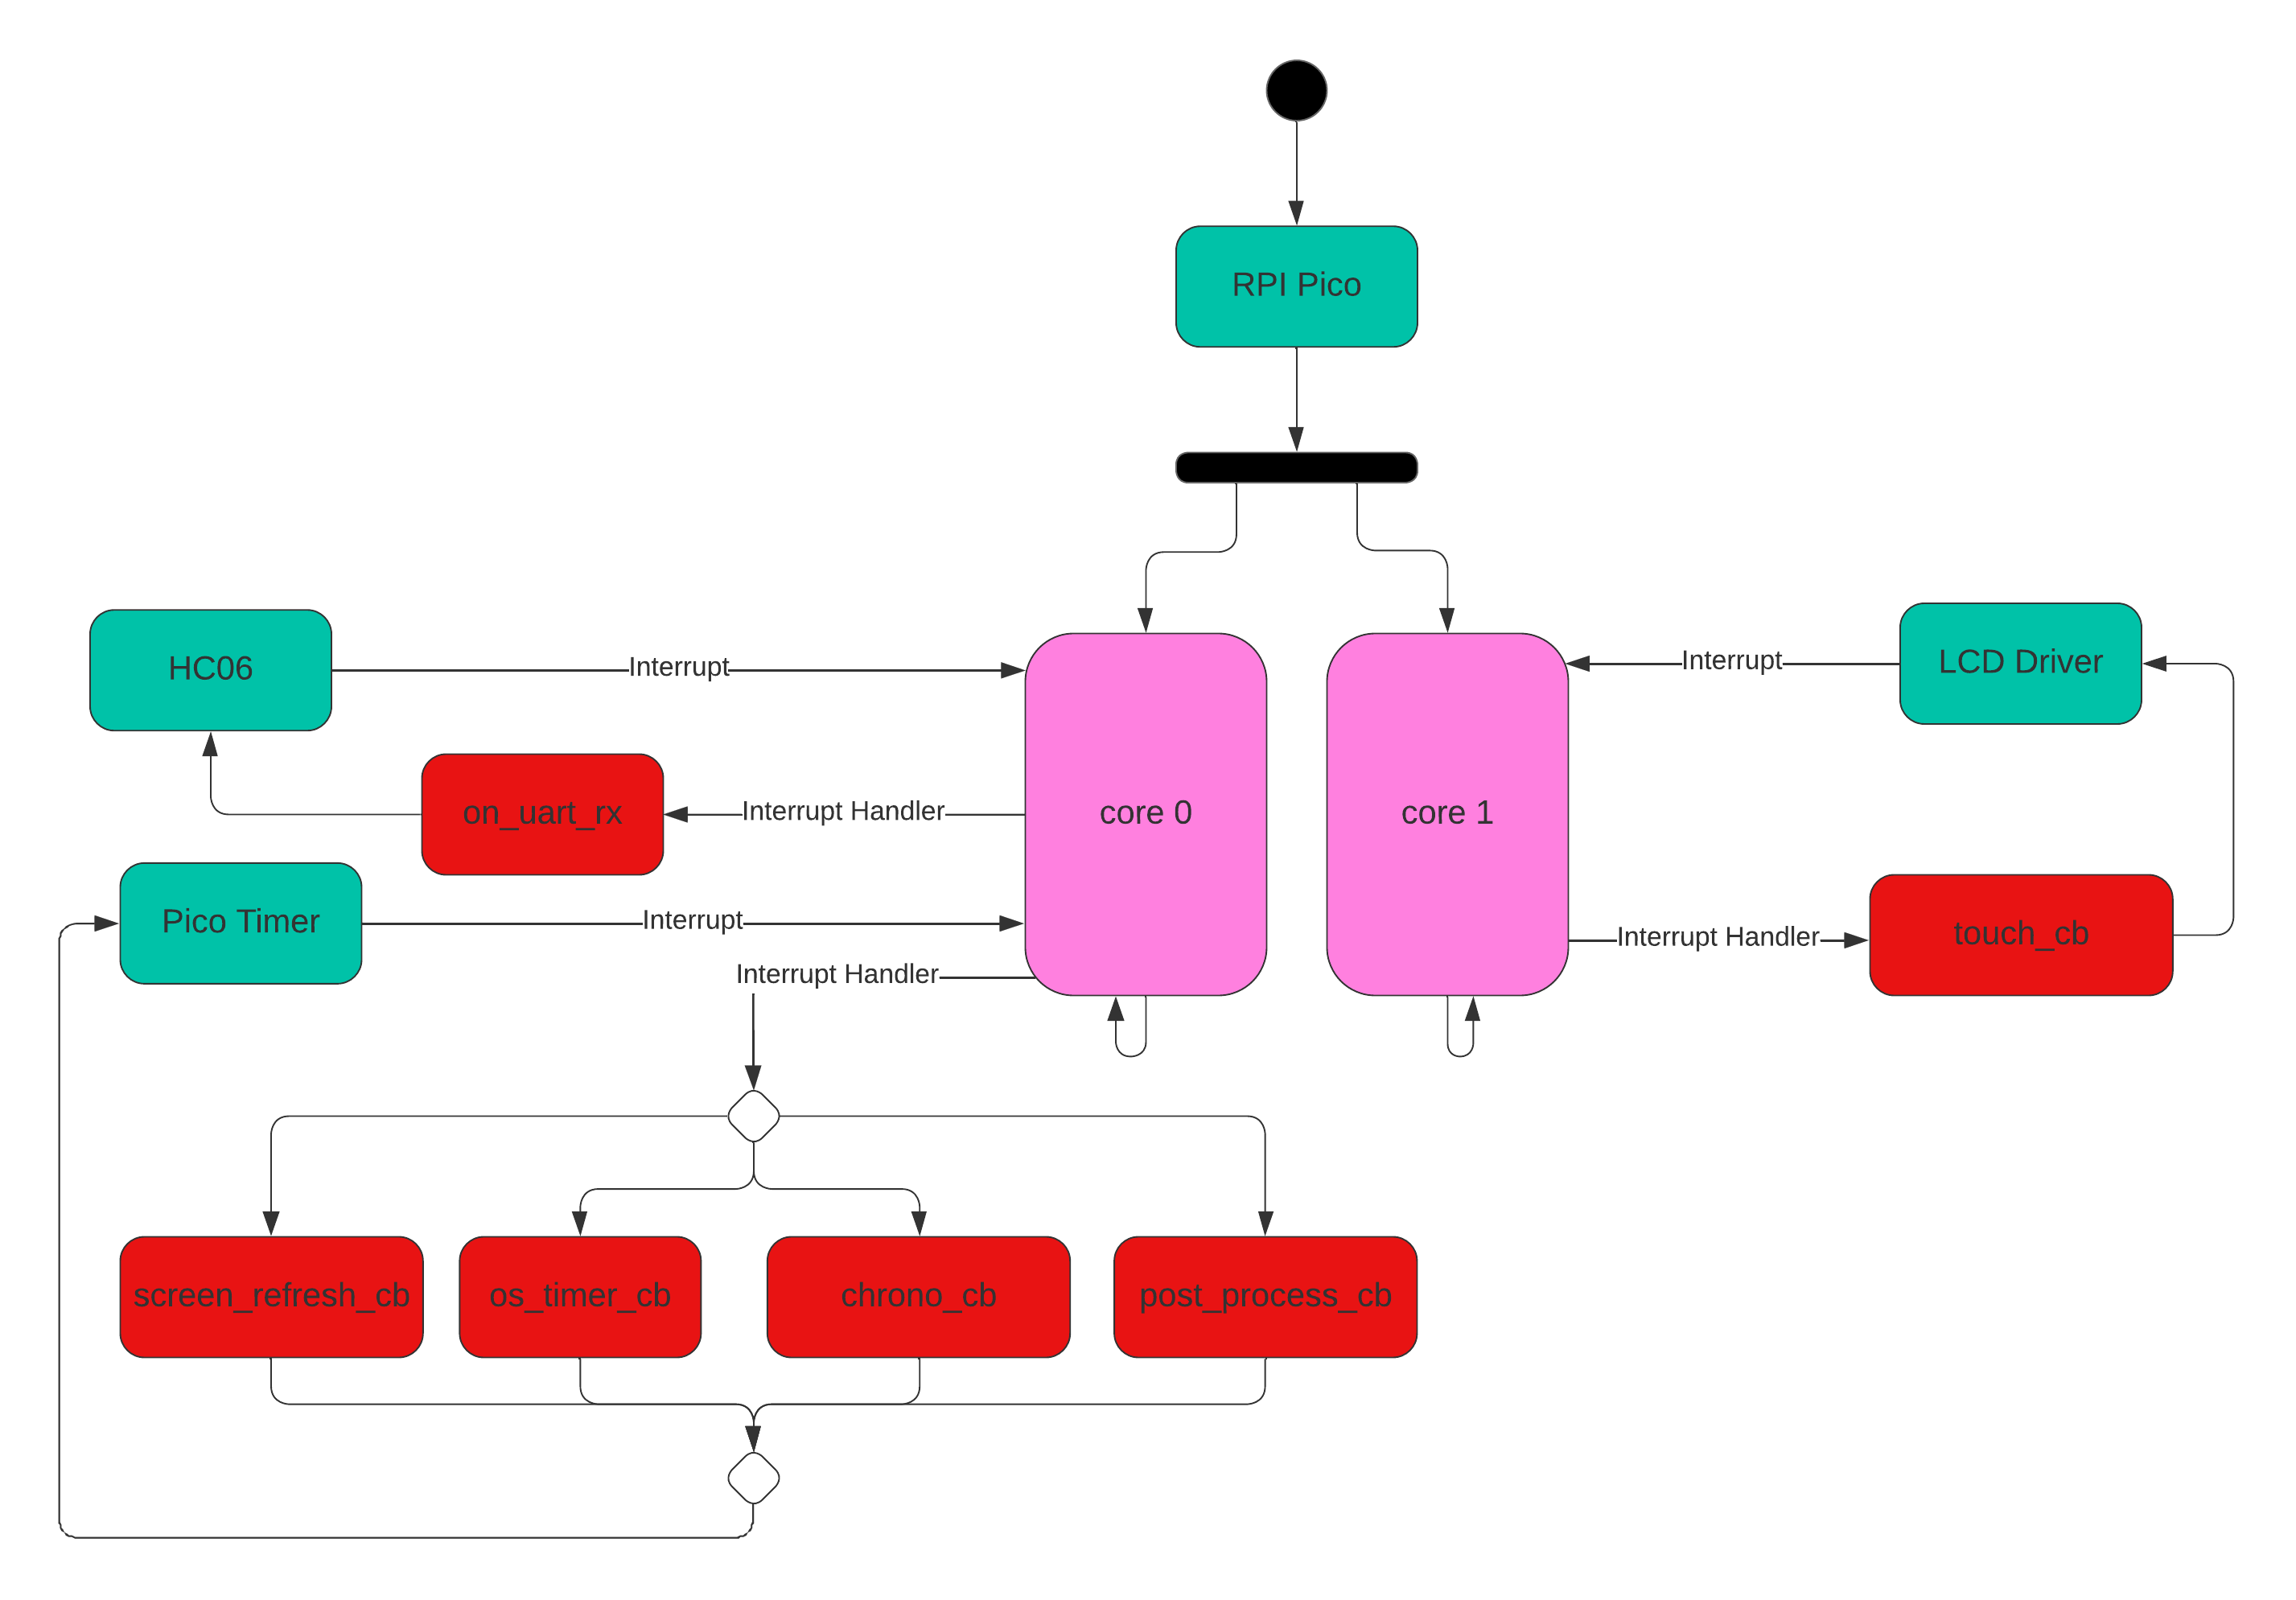 RPI Pico
HC06
Interrupt
Interrupt
LCD Driver
on_uart_rx
Interrupt Handler
core 0
core 1
Pico Timer
Interrupt
Interrupt Handler
touch_cb
Interrupt Handler
screen_refresh_cb
os_timer_cb
chrono_cb
post_process_cb